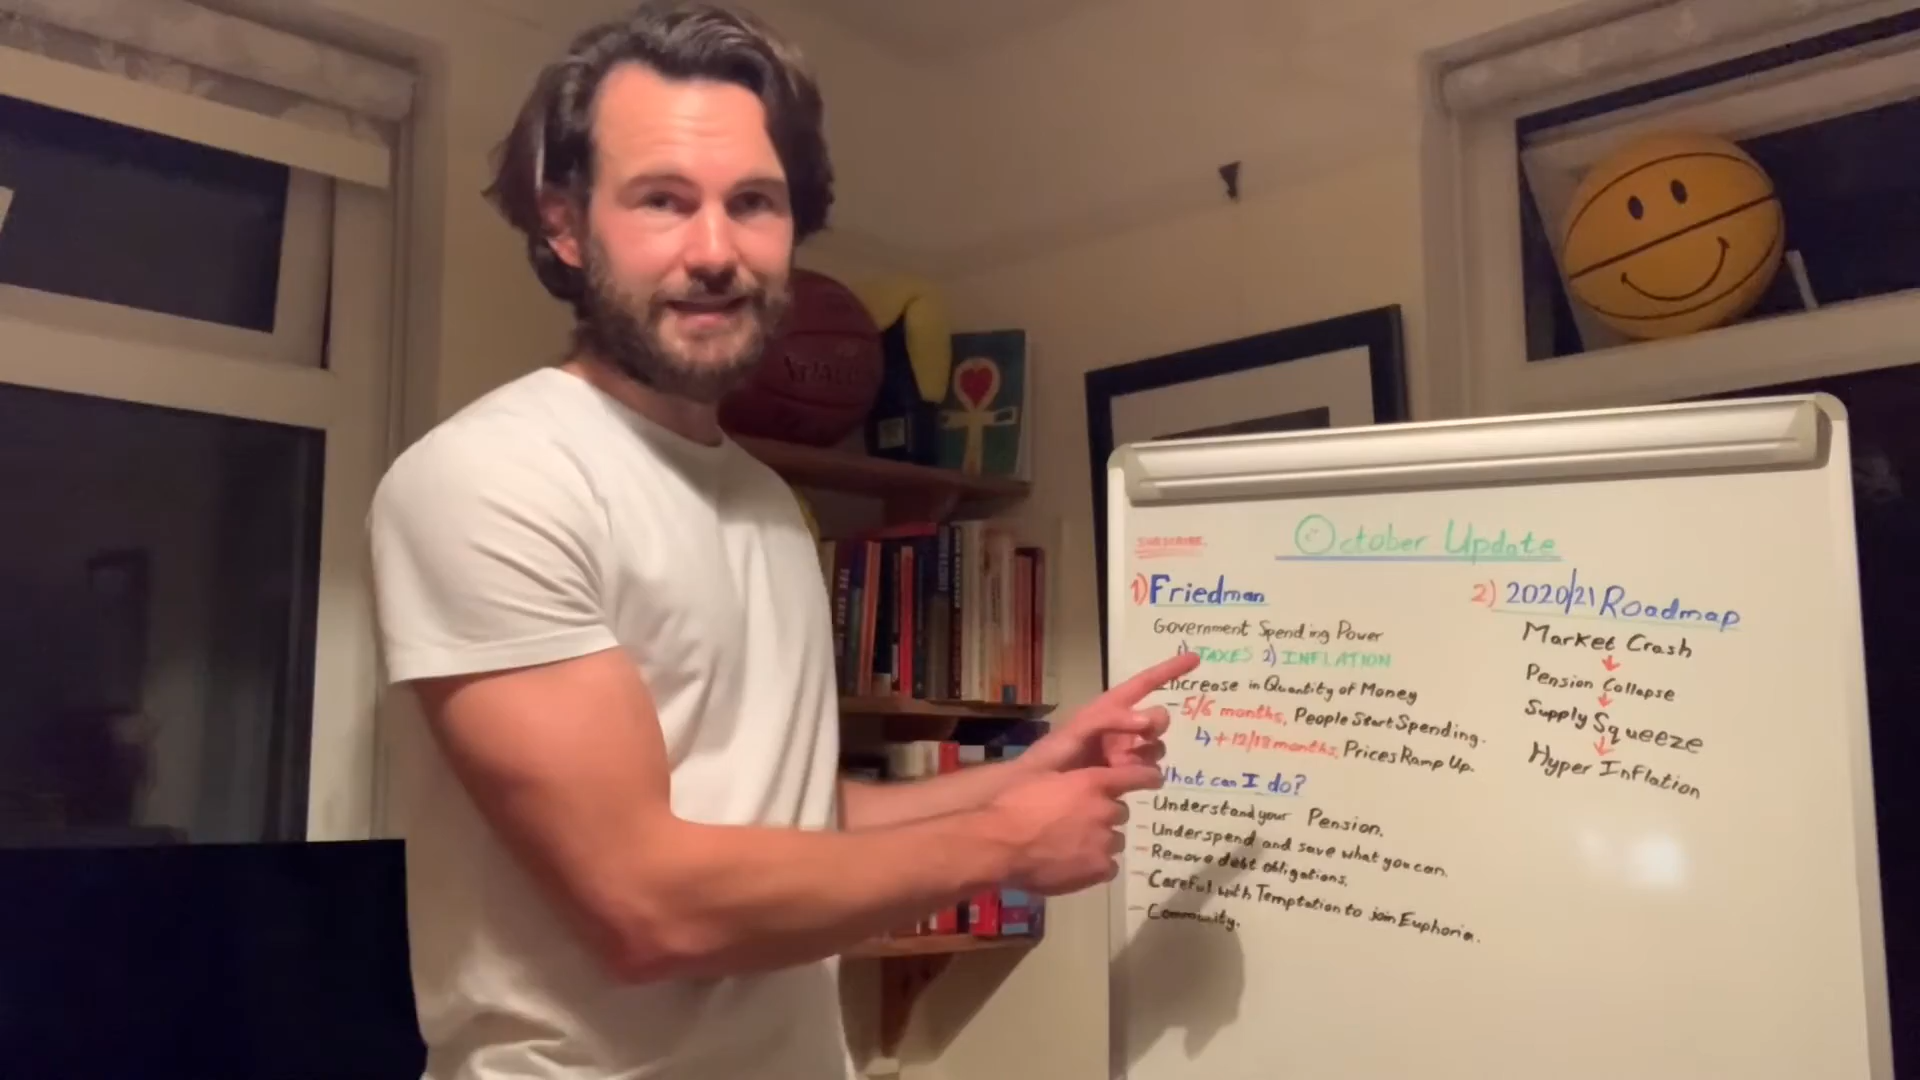 October Update
SUBSCRIBE.
1) Friedman
Government Spending Power
1) TAXES 2) INFLATION
Increase in Quantity of Money
- 5/6 months, People Start Spending.
↳ + 12/18 months, Prices Ramp Up.
What can I do?
- Understand your Pension.
- Underspend and save what you can.
- Remove debt obligations.
- Careful with Temptation to join Euphoria.
- Community.
2) 2020/21 Roadmap
Market Crash
Pension Collapse
Supply Squeeze
Hyper Inflation